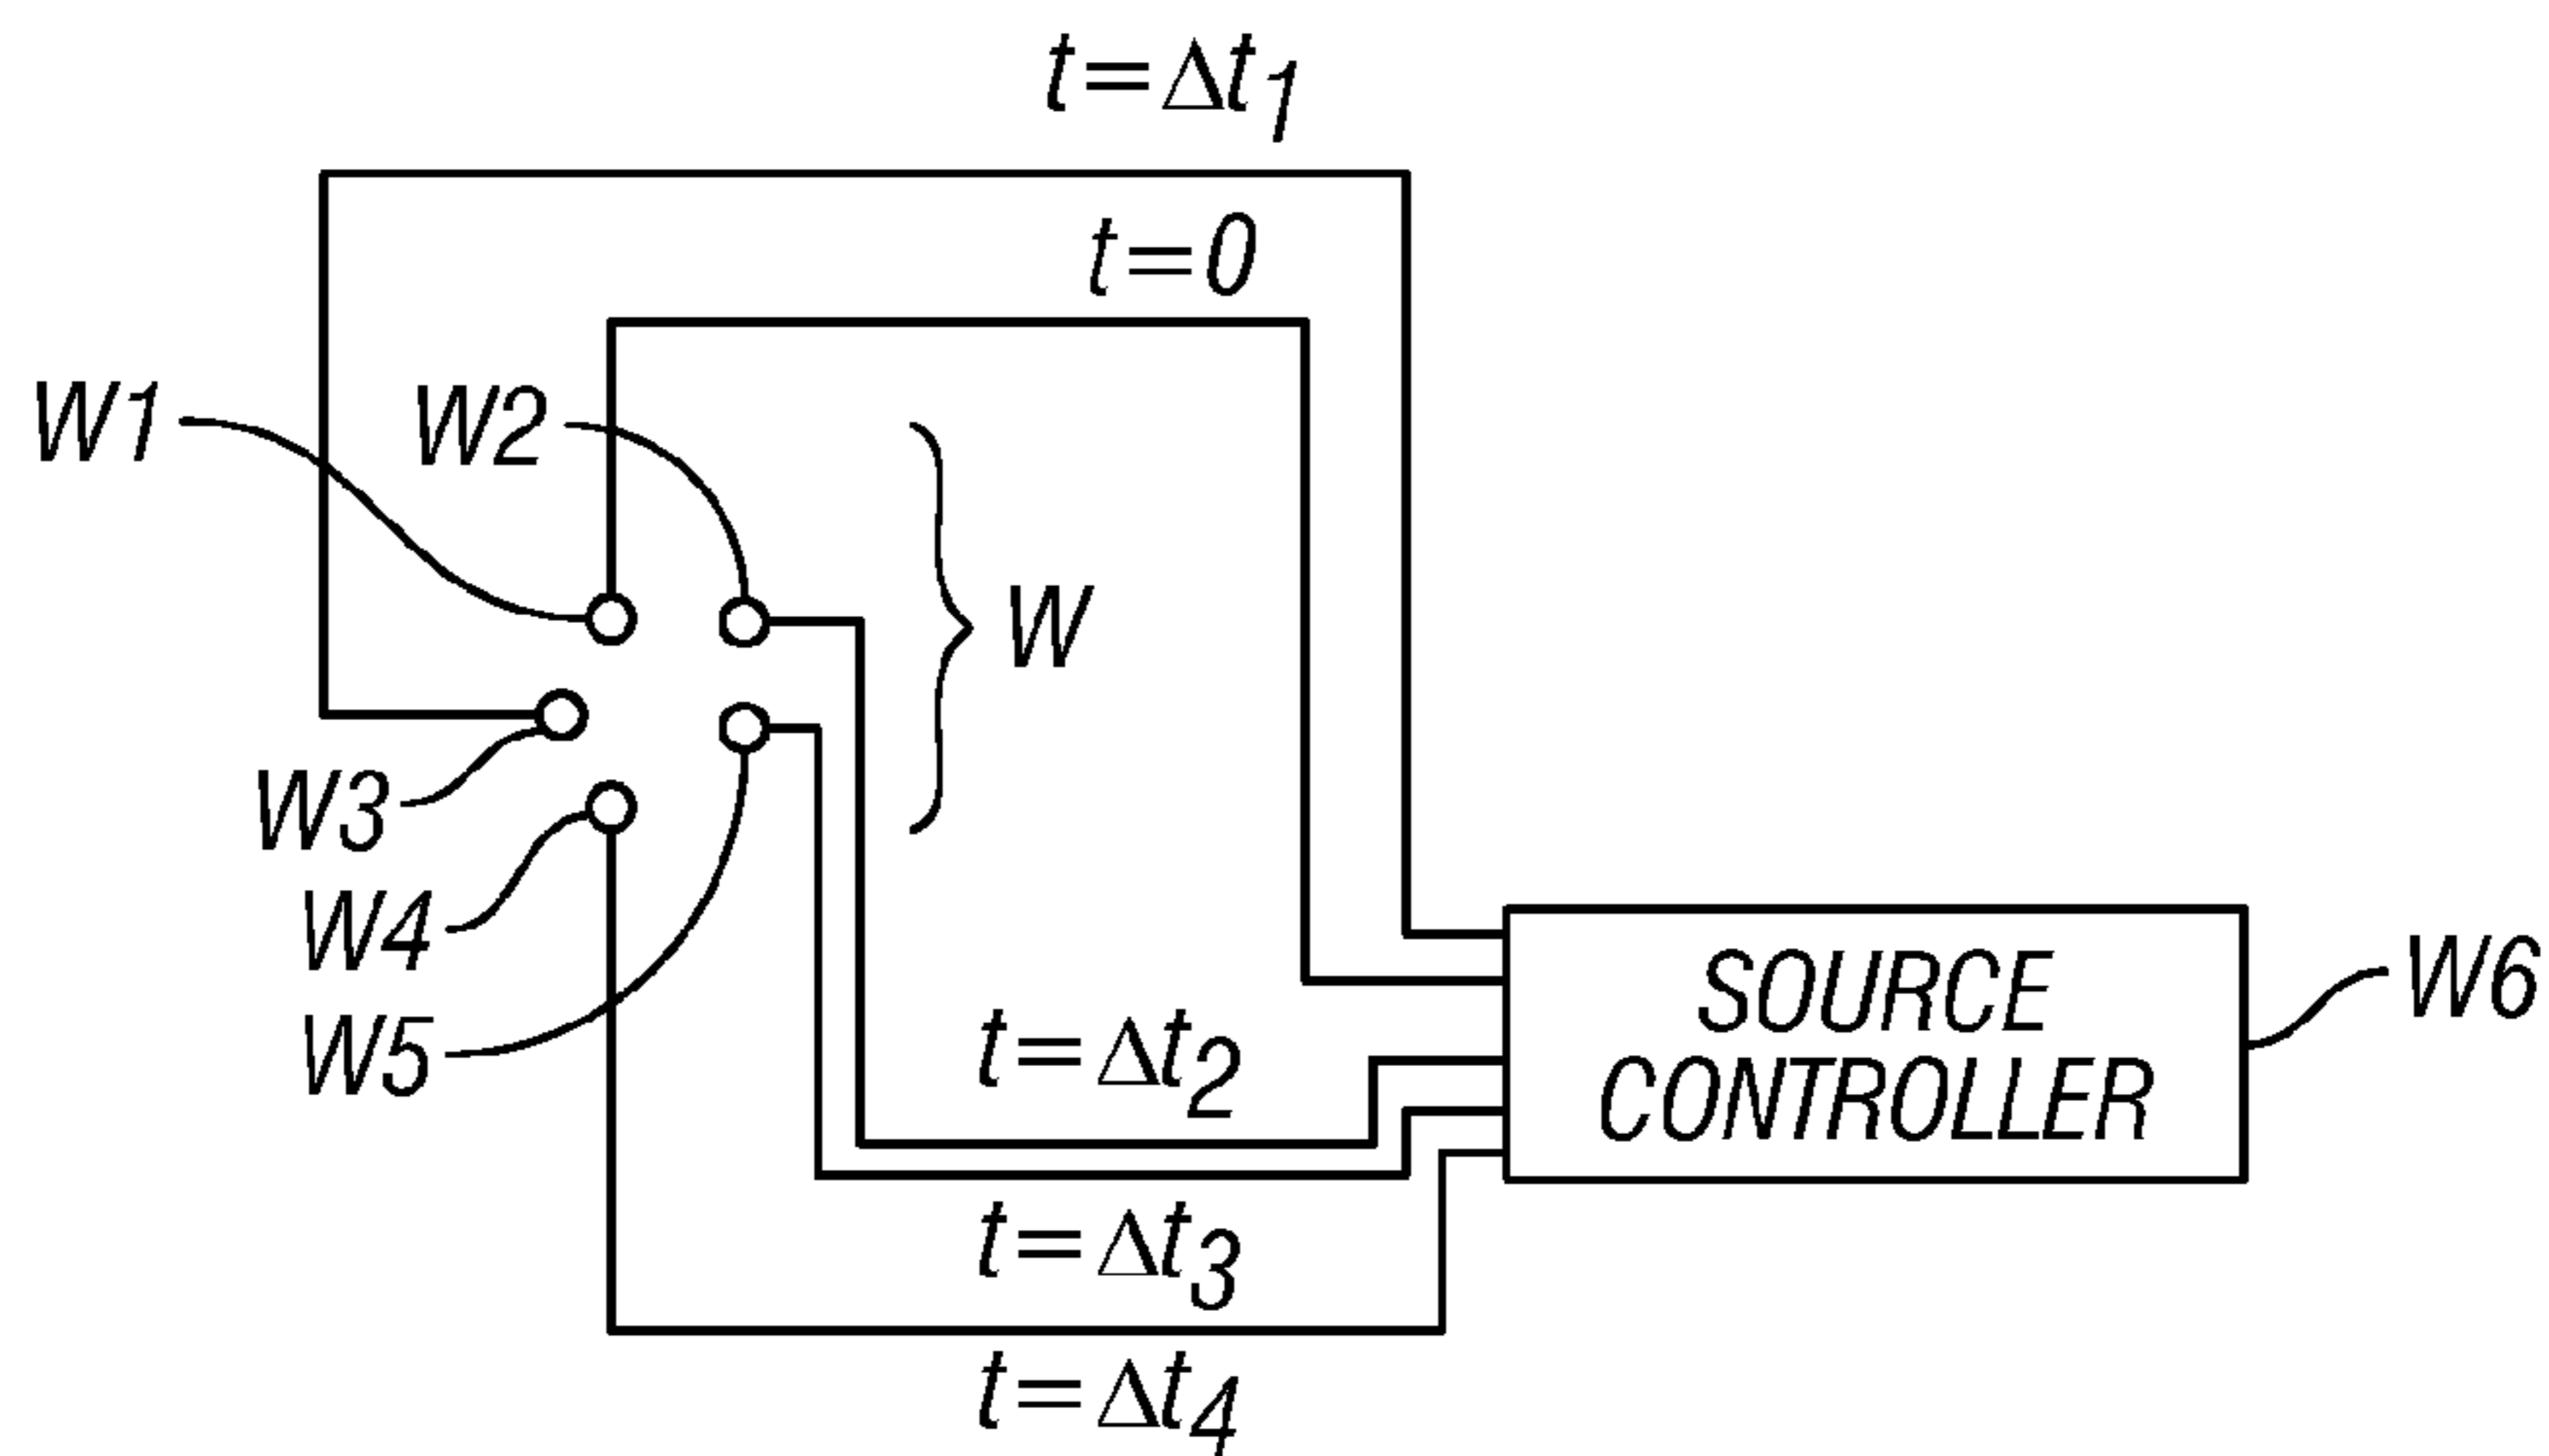 t=Δt1
t=0
W1
W2
W
W3
W4
W5
SOURCE
CONTROLLER
W6
t=Δt2
t=Δt3
t=Δt4